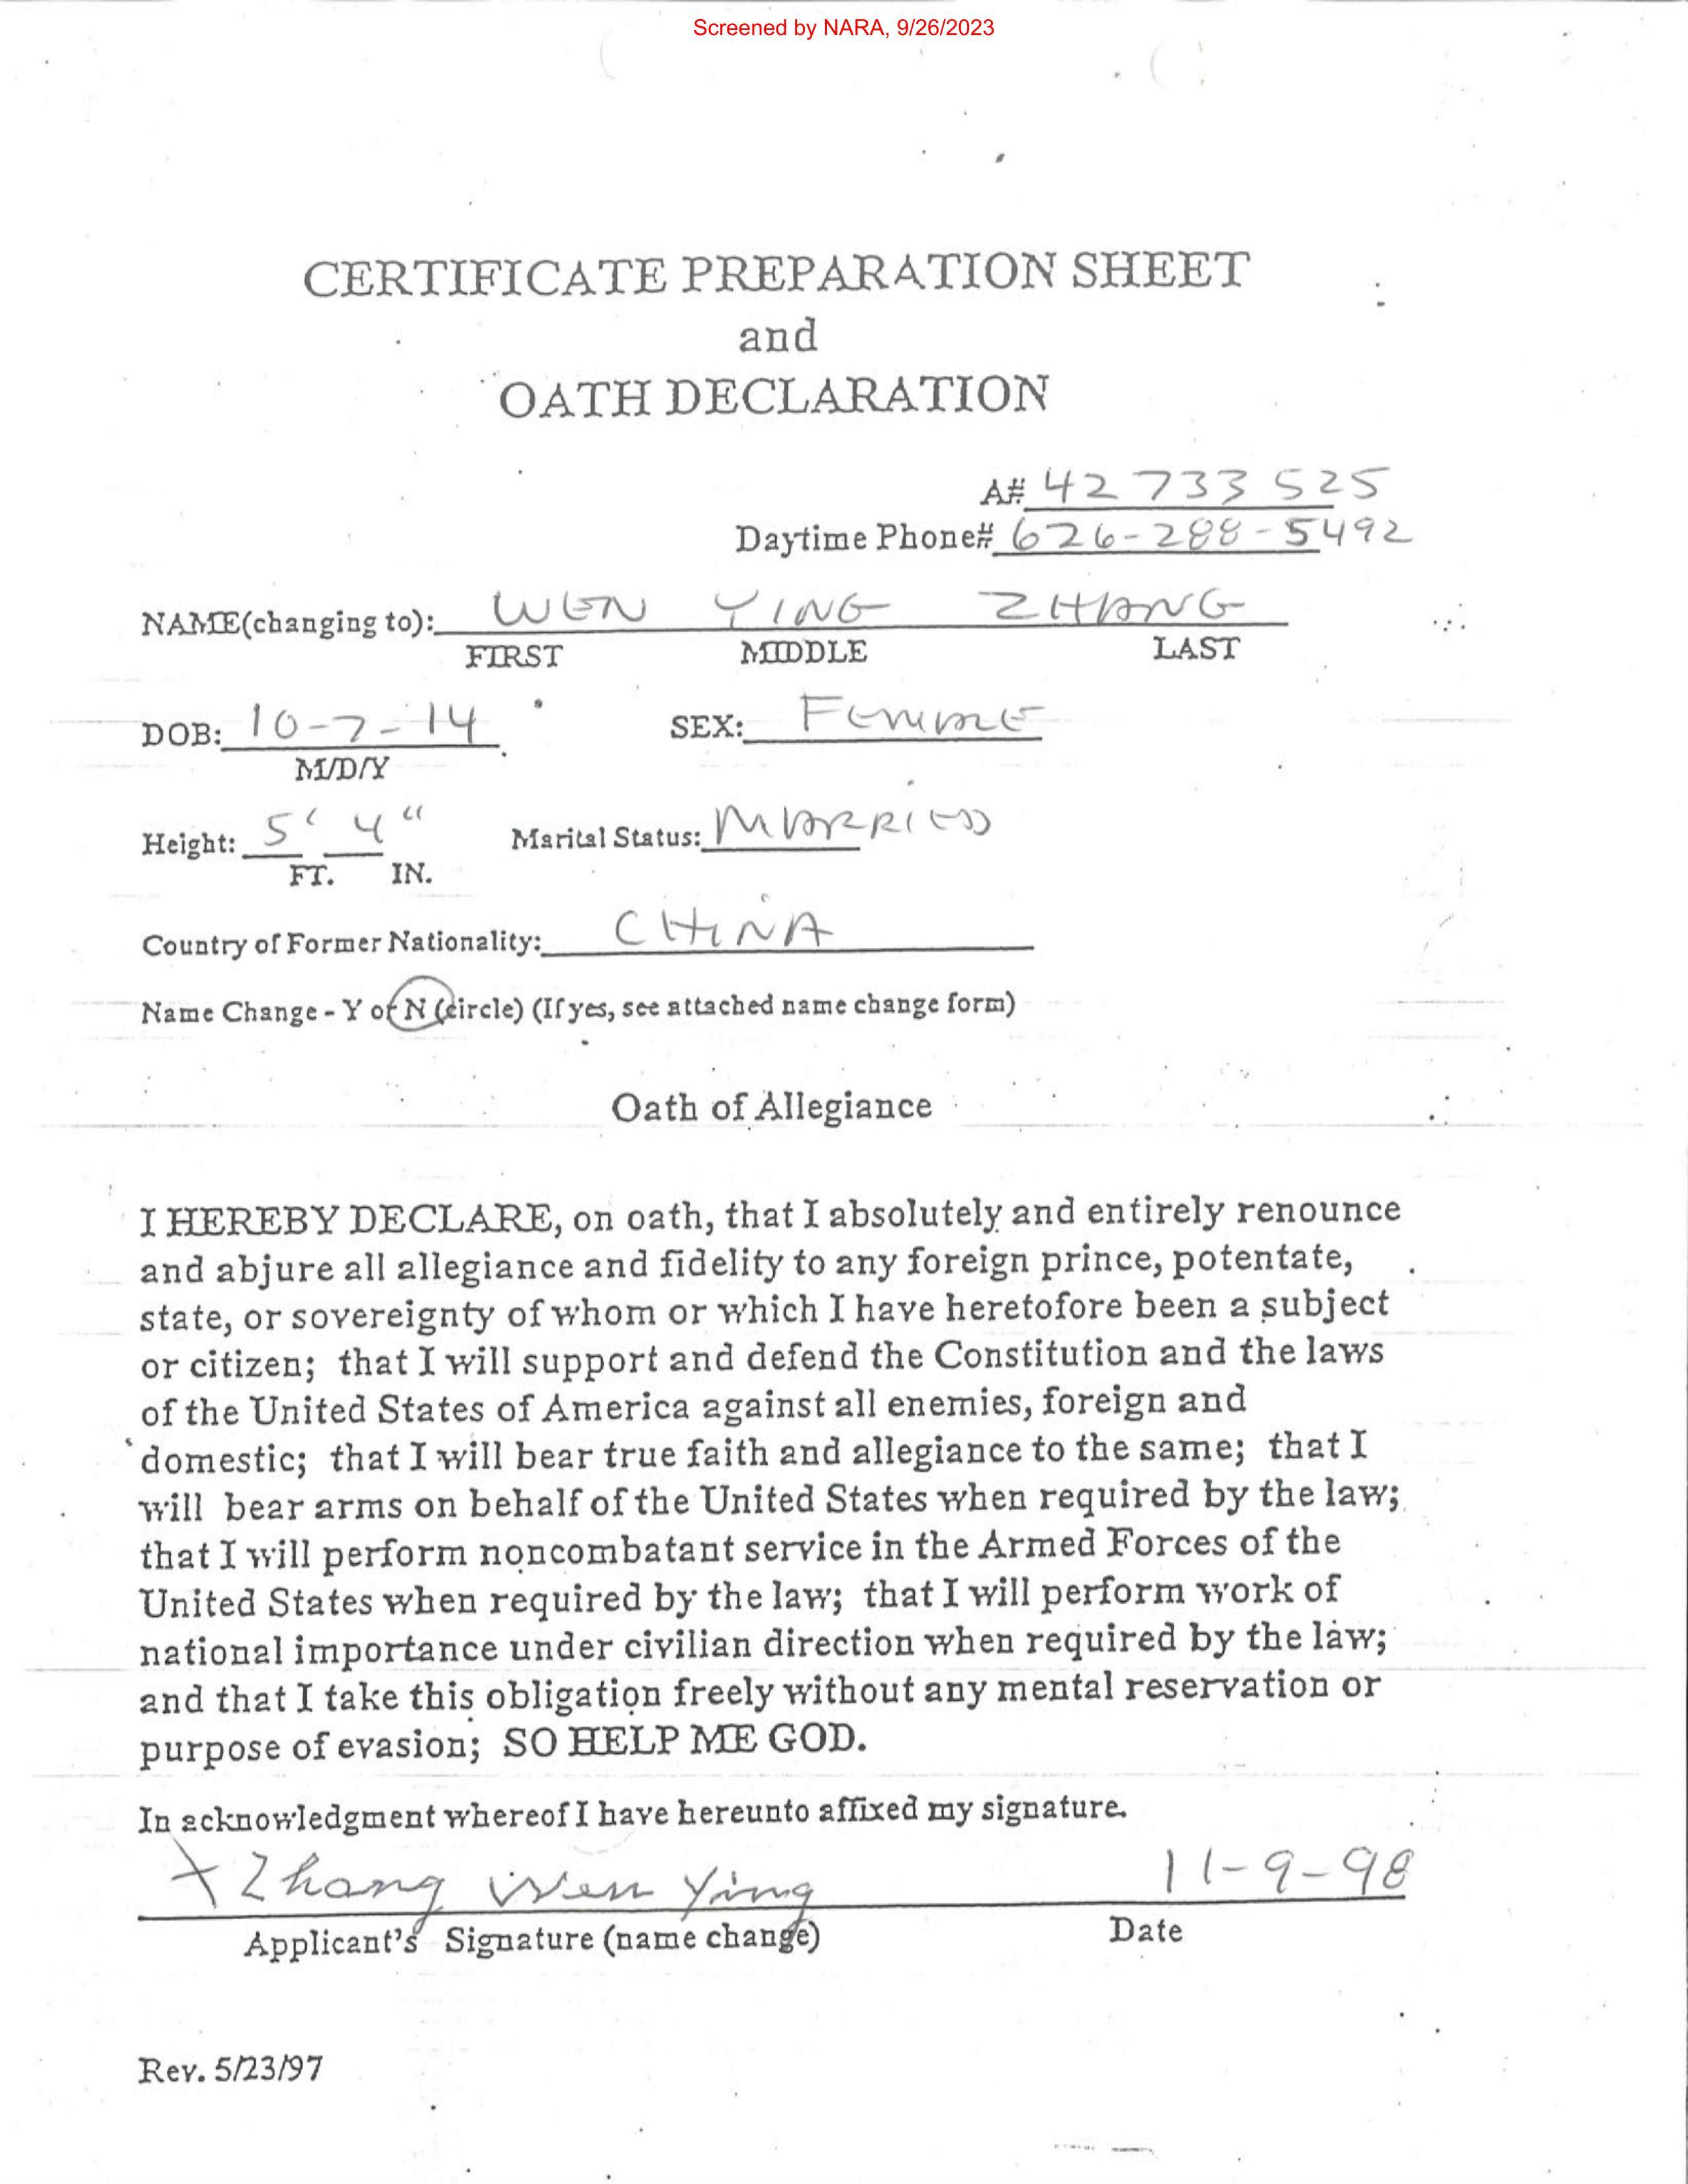 Screened by NARA, 9/26/2023
CERTIFICATE PREPARATION SHEET
and
OATH DECLARATION
A# 42 733 525
Daytime Phone# 626-288-5492
NAME(changing to): WEN YING ZHANG
FIRST MIDDLE LAST
DOB: 10-7-14 SEX: FEMALE
M/D/Y
Height: 5' 4" Marital Status: MARRIED
FT. IN.
Country of Former Nationality: CHINA
Name Change - Y or N (circle) (If yes, see attached name change form)
Oath of Allegiance
I HEREBY DECLARE, on oath, that I absolutely and entirely renounce
and abjure all allegiance and fidelity to any foreign prince, potentate,
state, or sovereignty of whom or which I have heretofore been a subject
or citizen; that I will support and defend the Constitution and the laws
of the United States of America against all enemies, foreign and
domestic; that I will bear true faith and allegiance to the same; that I
will bear arms on behalf of the United States when required by the law;
that I will perform noncombatant service in the Armed Forces of the
United States when required by the law; that I will perform work of
national importance under civilian direction when required by the law;
and that I take this obligation freely without any mental reservation or
purpose of evasion; SO HELP ME GOD.
In acknowledgment whereof I have hereunto affixed my signature.
X Zhang Wen Ying 11-9-98
Applicant's Signature (name change) Date
Rev. 5/23/97